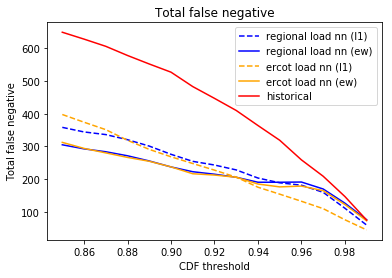 Total false negative
regional load nn (l1)
regional load nn (ew)
ercot load nn (l1)
ercot load nn (ew)
historical
Total false negative
600
500
400
300
200
100
0.86
0.88
0.90
0.92
0.94
0.96
0.98
CDF threshold